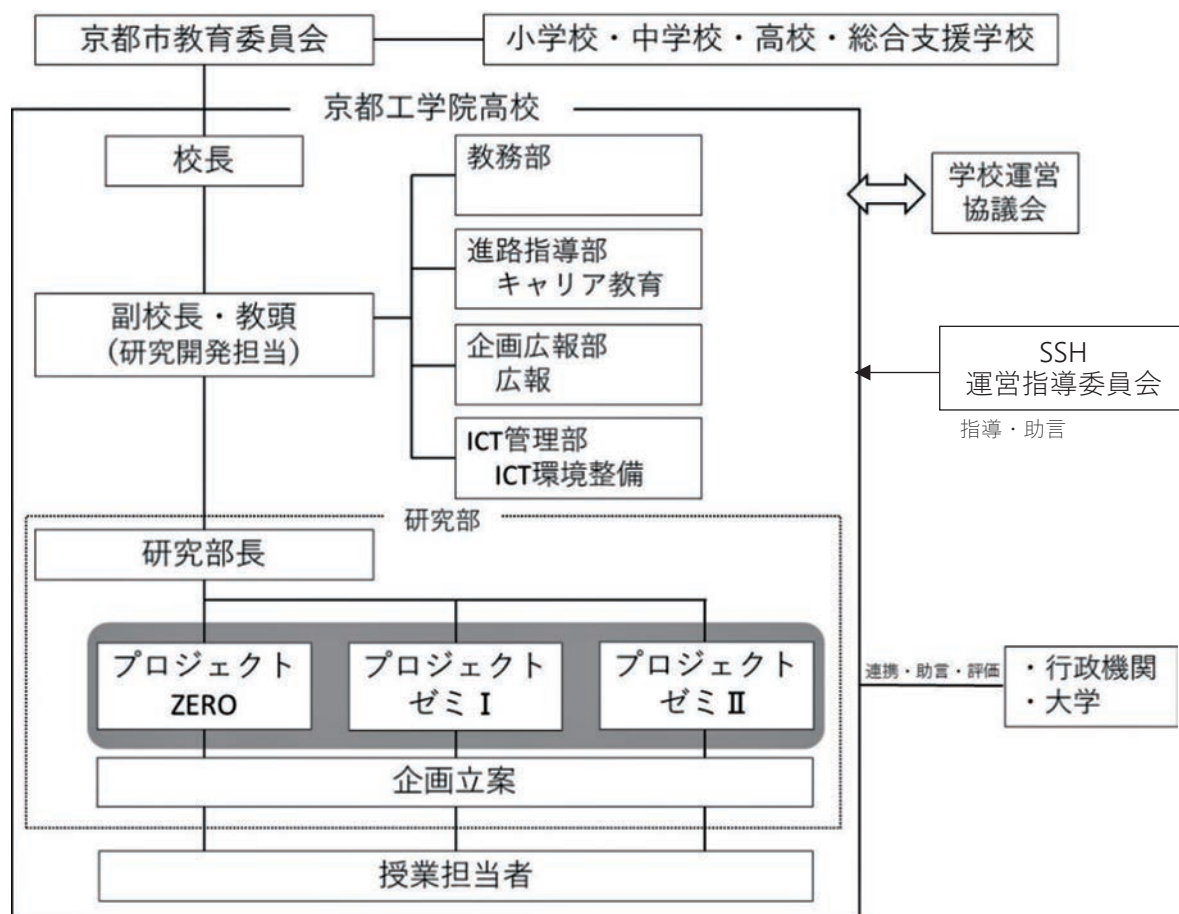 京都市教育委員会
小学校・中学校・高校・総合支援学校
京都工学院高校
校長
教務部
学校運営
協議会
進路指導部
キャリア教育
副校長・教頭
(研究開発担当)
企画広報部
広報
SSH
運営指導委員会
指導・助言
ICT管理部
ICT環境整備
研究部
研究部長
プロジェクト
ZERO
プロジェクト
ゼミⅠ
プロジェクト
ゼミⅡ
連携・助言・評価
・行政機関
・大学
企画立案
授業担当者